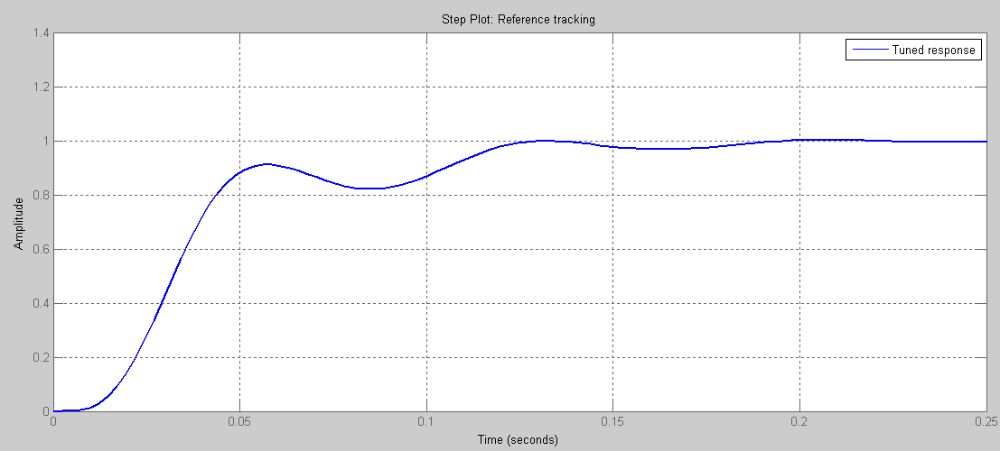 Step Plot: Reference tracking
1.4
Tuned response
1.2
1
0.8
Amplitude
0.6
0.4
0.2
0
0 0.05 0.1 0.15 0.2 0.25
Time (seconds)